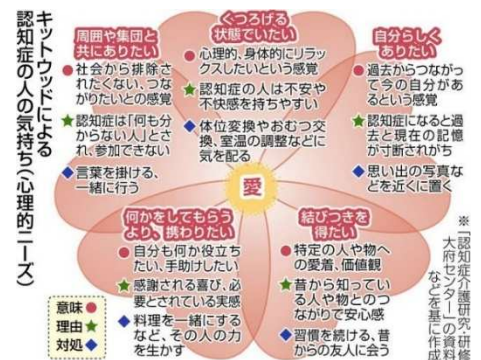 キットウッドによる
認知症の人の気持ち(心理的ニーズ)
周囲や集団と
共にありたい
●社会から排除さ
れたくない、つな
がりたいとの感覚
★認知症は「何も分
からない人」とさ
れ、参加できない
◆言葉を掛ける、
一緒に行う
くつろげる
状態でいたい
●心理的、身体的にリラッ
クスしたいという感覚
★認知症の人は不安や
不快感を持ちやすい
◆体位変換やおむつ交
換、室温の調整などに
気を配る
自分らしく
ありたい
●過去からつながっ
て今の自分があ
るという感覚
★認知症になると過
去と現在の記憶
が寸断されがち
◆思い出の写真な
どを近くに置く
愛
何かをしてもらう
より、携わりたい
●自分も何か役立ち
たい、手助けしたい
★感謝される喜び、必
要とされている実感
◆料理を一緒にする
など、その人の力
を生かす
結びつきを
得たい
●特定の人や物へ
の愛着、価値観
★昔から知ってい
る人や物とのつ
ながりで安心感
◆習慣を続ける、昔
からの友人に会う
意味●
理由★
対処◆
※「認知症介護研究・研修
大府センター」の資料
などを基に作成